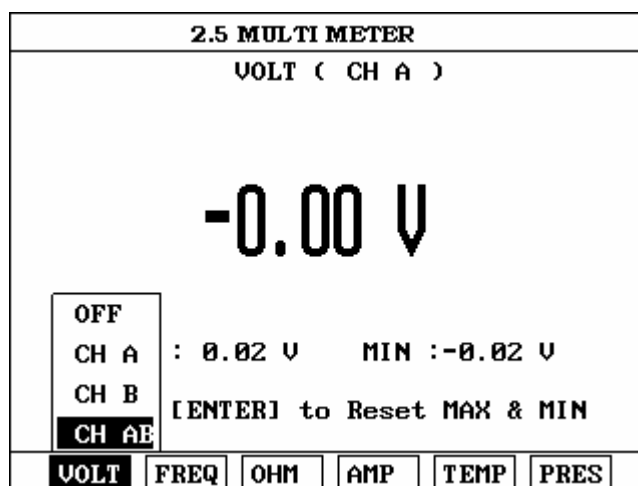 2.5 MULTI METER
VOLT ( CH A )
-0.00 V
OFF
CH A
: 0.02 V MIN :-0.02 V
CH B
[ENTER] to Reset MAX & MIN
CH AB
VOLT FREQ OHM AMP TEMP PRES